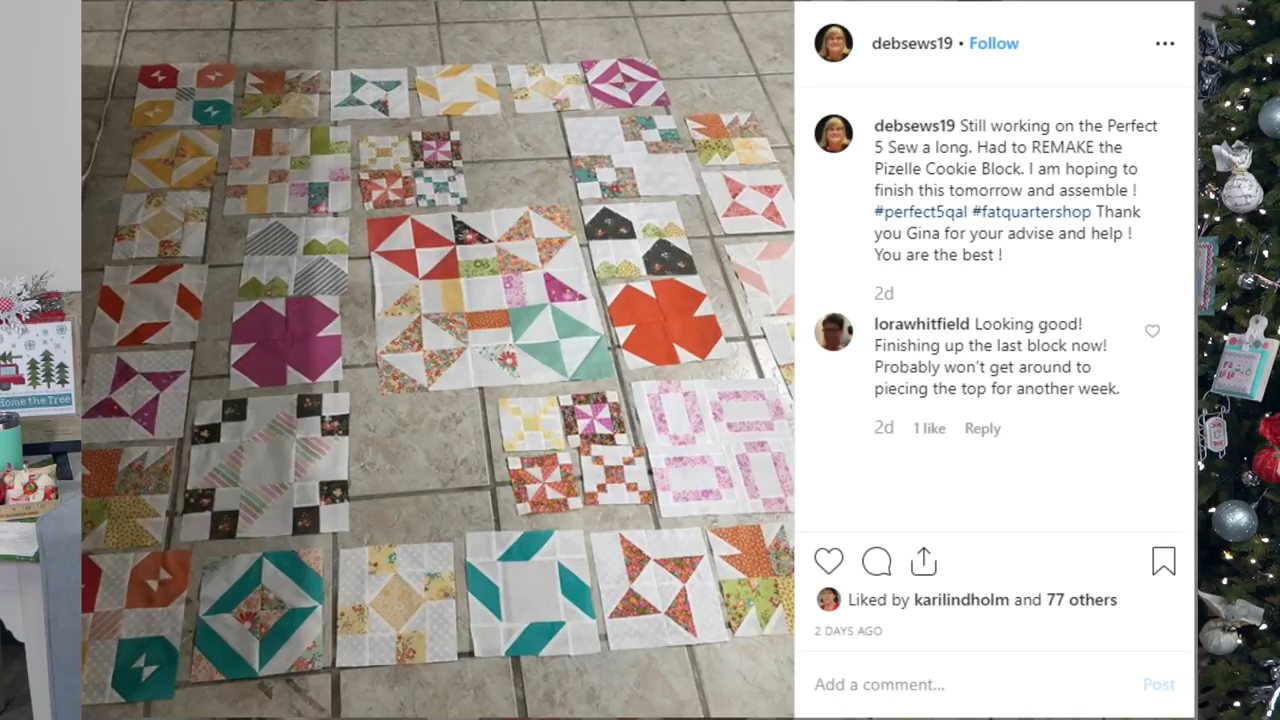 debsews19 • Follow
debsews19 Still working on the Perfect
5 Sew a long. Had to REMAKE the
Pizelle Cookie Block. I am hoping to
finish this tomorrow and assemble !
#perfect5qal #fatquartershop Thank
you Gina for your advise and help !
You are the best !
2d
lorawhitfield Looking good!
Finishing up the last block now!
Probably won't get around to
piecing the top for another week.
2d 1 like Reply
Liked by karilindholm and 77 others
2 DAYS AGO
Add a comment... Post
Home the Tree